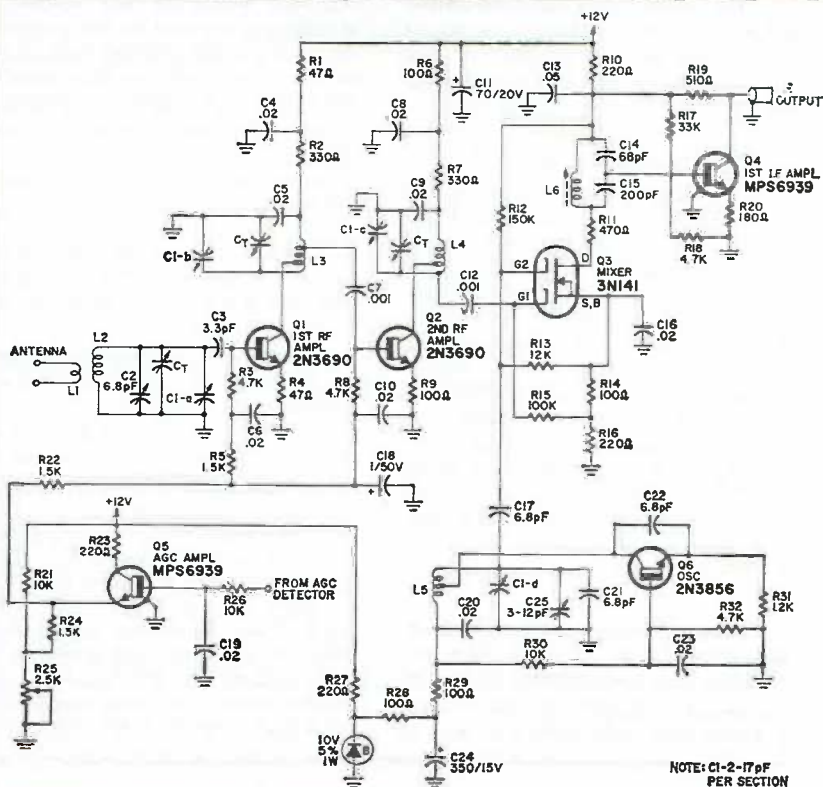 +12V
R1
47Ω
R6
100Ω
C11
70/20V
C13
.05
R10
220Ω
R19
510Ω
OUTPUT
C4
.02
C8
.02
R17
33K
C14
68pF
Q4
1ST I.F AMPL
MPS6939
R2
330Ω
R7
330Ω
L6
C15
200pF
R20
180Ω
C5
.02
C9
.02
R12
150K
R11
470Ω
R18
4.7K
C1-b
CT
L3
C1-c
CT
L4
G2
D
Q3
MIXER
3N141
C7
.001
C12
.001
G1
S,B
C3
3.3pF
Q1
1ST RF
AMPL
2N3690
Q2
2ND RF
AMPL
2N3690
C16
.02
ANTENNA
L1
L2
C2
6.8pF
CT
C1-a
R3
4.7K
R4
47Ω
R8
4.7K
C10
.02
R9
100Ω
R13
12K
R14
100Ω
R15
100K
R16
220Ω
C6
.02
R5
1.5K
C18
1/50V
R22
1.5K
C17
6.8pF
C22
6.8pF
+12V
R23
220Ω
Q5
AGC AMPL
MPS6939
Q6
OSC
2N3856
R21
10K
FROM AGC
DETECTOR
R26
10K
L5
C1-d
C20
.02
C25
3-12pF
C21
6.8pF
R31
1.2K
R32
4.7K
R24
1.5K
C19
.02
R30
10K
C23
.02
R25
2.5K
R27
220Ω
R28
100Ω
R29
100Ω
10V
5%
1W
C24
350/15V
NOTE: C1-2-17pF
PER SECTION